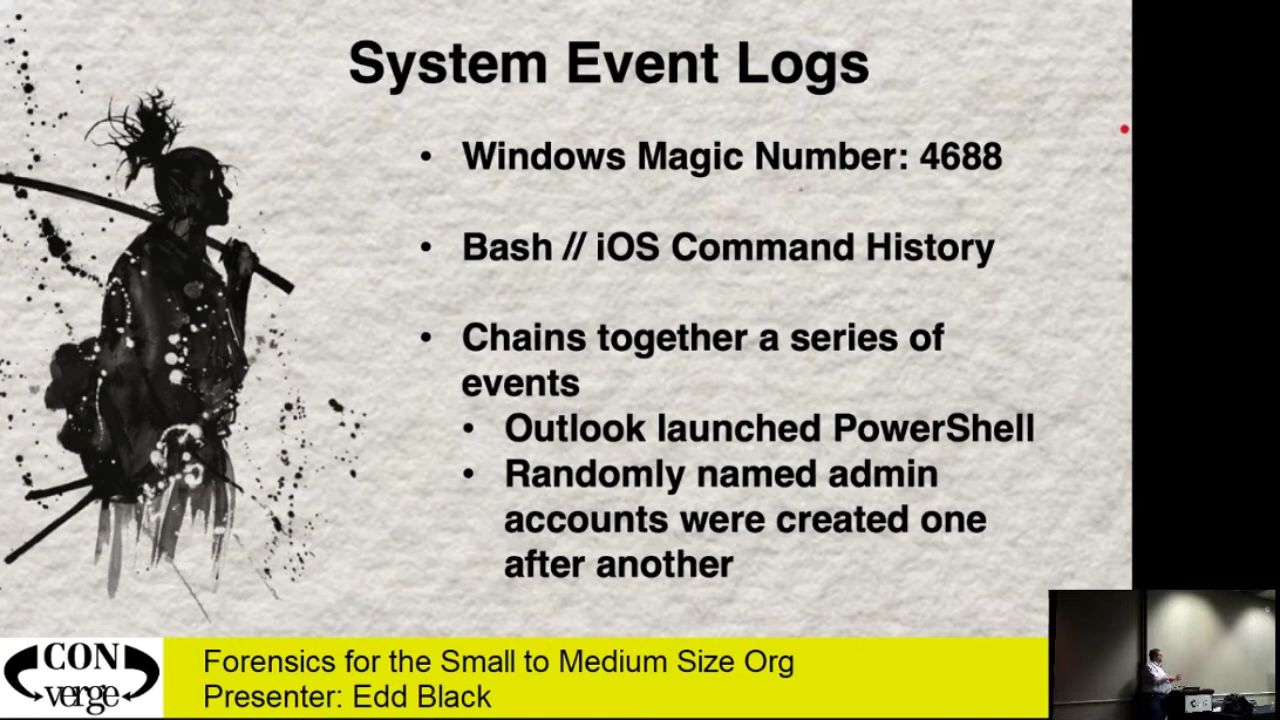 System Event Logs
• Windows Magic Number: 4688
• Bash // iOS Command History
• Chains together a series of
events
• Outlook launched PowerShell
• Randomly named admin
accounts were created one
after another
CON
verge
Forensics for the Small to Medium Size Org
Presenter: Edd Black